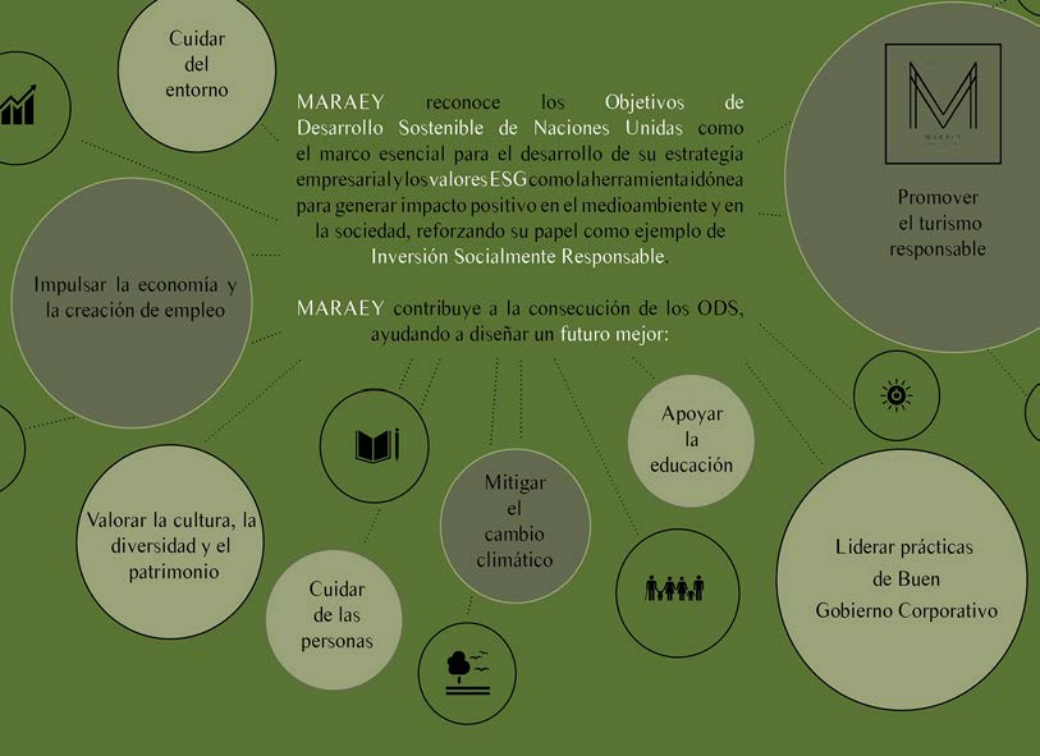 Cuidar
del
entorno
MARAEY reconoce los Objetivos de
Desarrollo Sostenible de Naciones Unidas como
el marco esencial para el desarrollo de su estrategia
empresarial y los valores ESG como la herramienta idónea
para generar impacto positivo en el medioambiente y en
la sociedad, reforzando su papel como ejemplo de
Inversión Socialmente Responsable.
MARAEY contribuye a la consecución de los ODS,
ayudando a diseñar un futuro mejor:
MARAEY
Promover
el turismo
responsable
Impulsar la economía y
la creación de empleo
Apoyar
la
educación
Mitigar
el
cambio
climático
Valorar la cultura, la
diversidad y el
patrimonio
Cuidar
de las
personas
Liderar prácticas
de Buen
Gobierno Corporativo